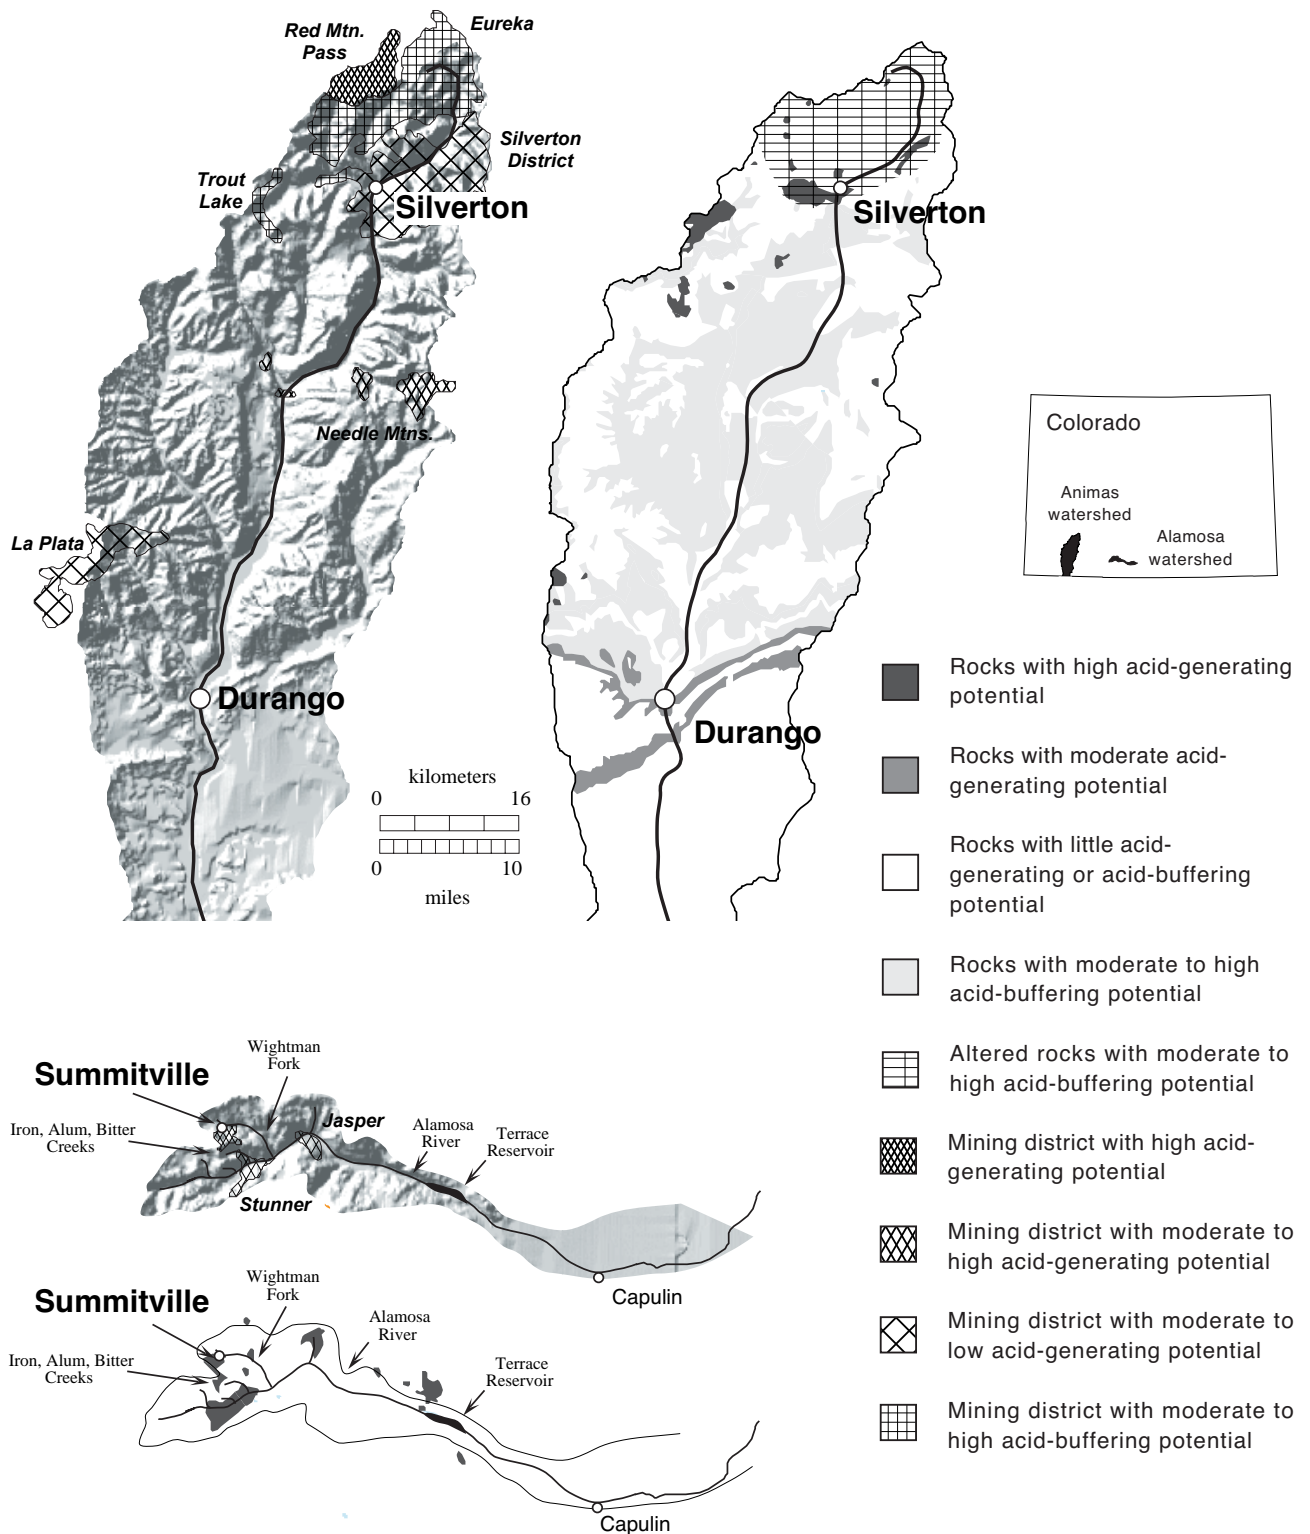 Red Mtn.
Pass
Eureka
Silverton
District
Trout
Lake
Silverton
Needle Mtns.
La Plata
Durango
kilometers
0
16
0
10
miles
Silverton
Durango
Colorado
Animas
watershed
Alamosa
watershed
Rocks with high acid-generating
potential
Rocks with moderate acid-
generating potential
Rocks with little acid-
generating or acid-buffering
potential
Rocks with moderate to high
acid-buffering potential
Altered rocks with moderate to
high acid-buffering potential
Mining district with high acid-
generating potential
Mining district with moderate to
high acid-generating potential
Mining district with moderate to
low acid-generating potential
Mining district with moderate to
high acid-buffering potential
Wightman
Fork
Summitville
Iron, Alum, Bitter
Creeks
Jasper
Alamosa
River
Terrace
Reservoir
Stunner
Capulin
Wightman
Fork
Summitville
Alamosa
River
Iron, Alum, Bitter
Creeks
Terrace
Reservoir
Capulin